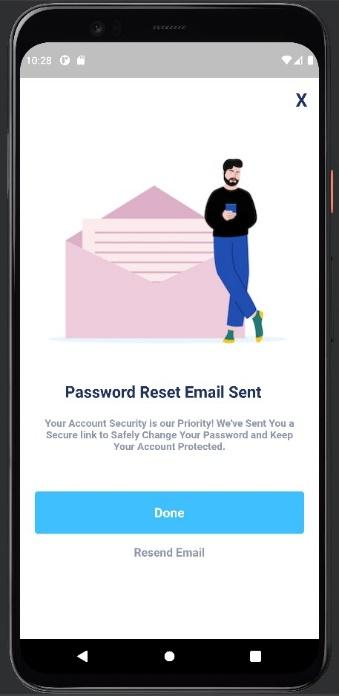 10:28
X
Password Reset Email Sent
Your Account Security is our Priority! We've Sent You a
Secure link to Safely Change Your Password and Keep
Your Account Protected.
Done
Resend Email